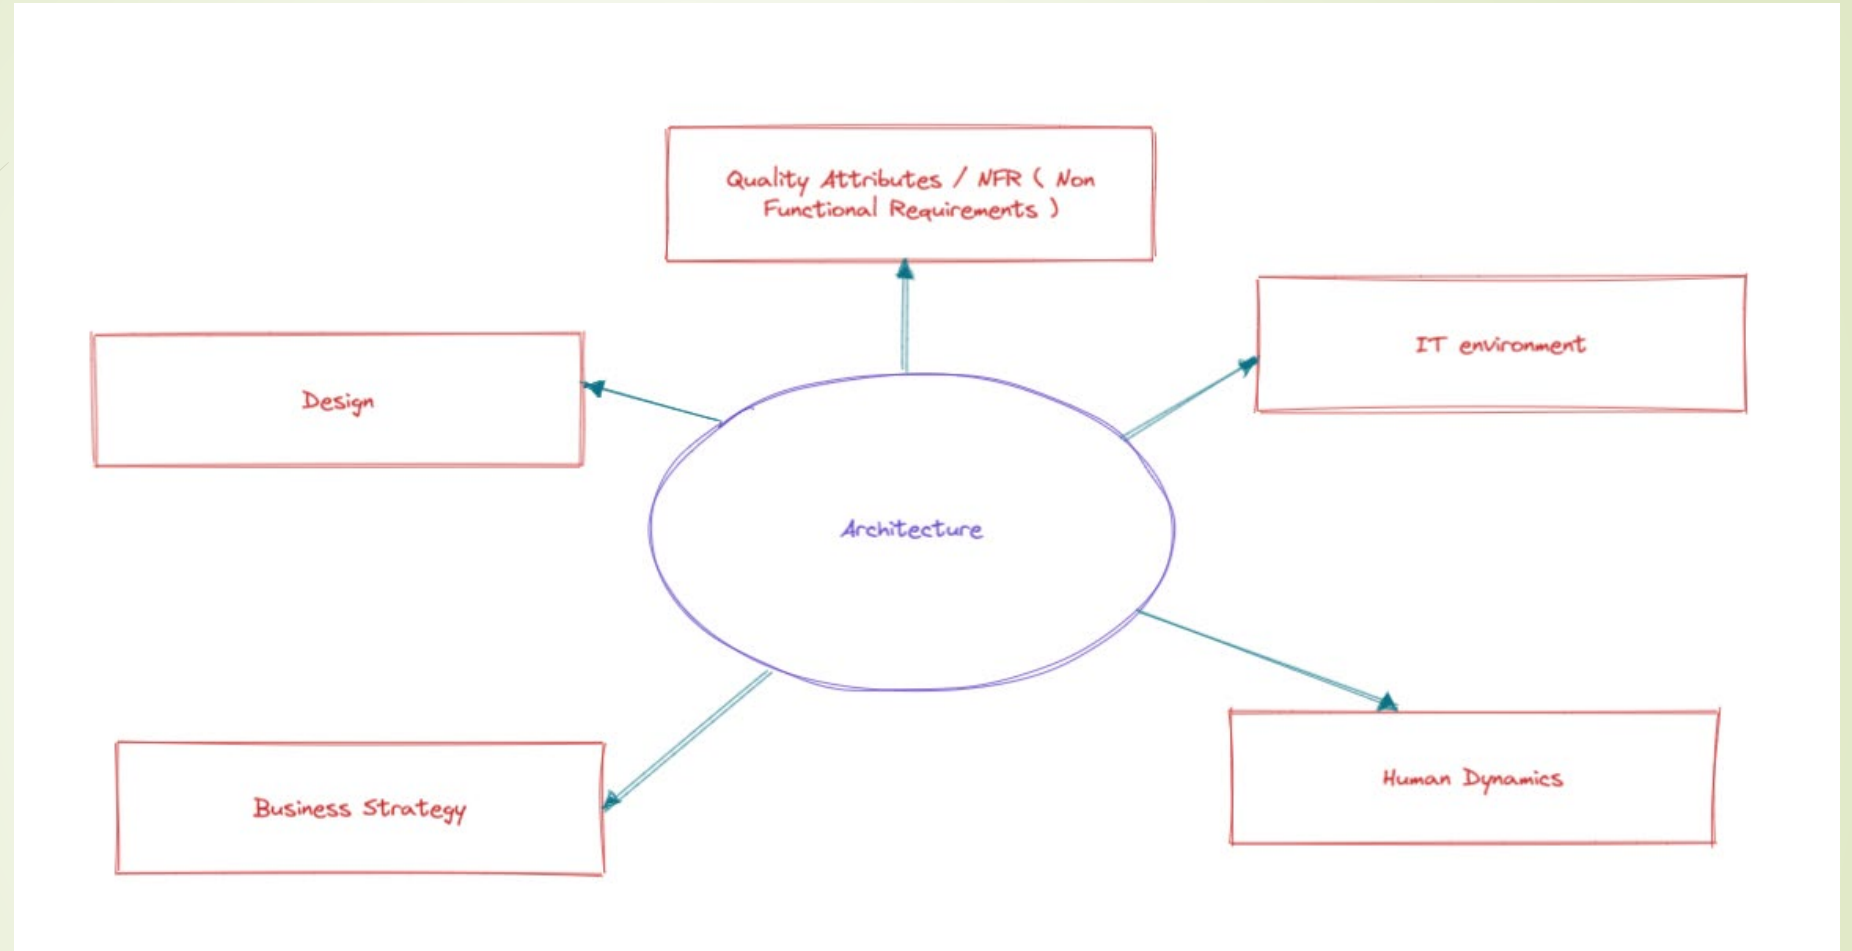 Quality Attributes / NFR ( Non
Functional Requirements )
IT environment
Design
Architecture
Human Dynamics
Business Strategy